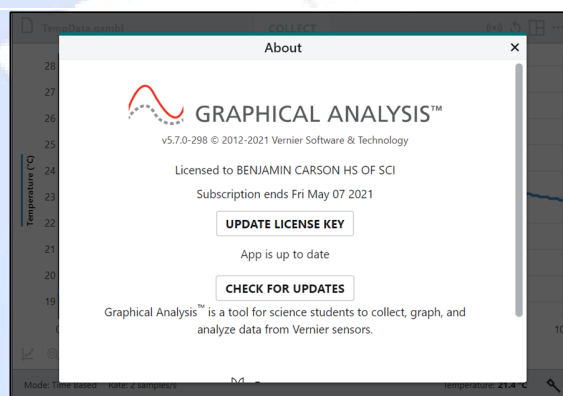 TempData.gambl
COLLECT
About
×
GRAPHICAL ANALYSIS™
v5.7.0-298 © 2012-2021 Vernier Software & Technology
Licensed to BENJAMIN CARSON HS OF SCI
Subscription ends Fri May 07 2021
UPDATE LICENSE KEY
App is up to date
CHECK FOR UPDATES
Graphical Analysis™ is a tool for science students to collect, graph, and
analyze data from Vernier sensors.
Temperature (°C)
28
27
26
25
24
23
22
21
20
19
0
10
Mode: Time Based Rate: 2 samples/s
Temperature: 21.4 °C